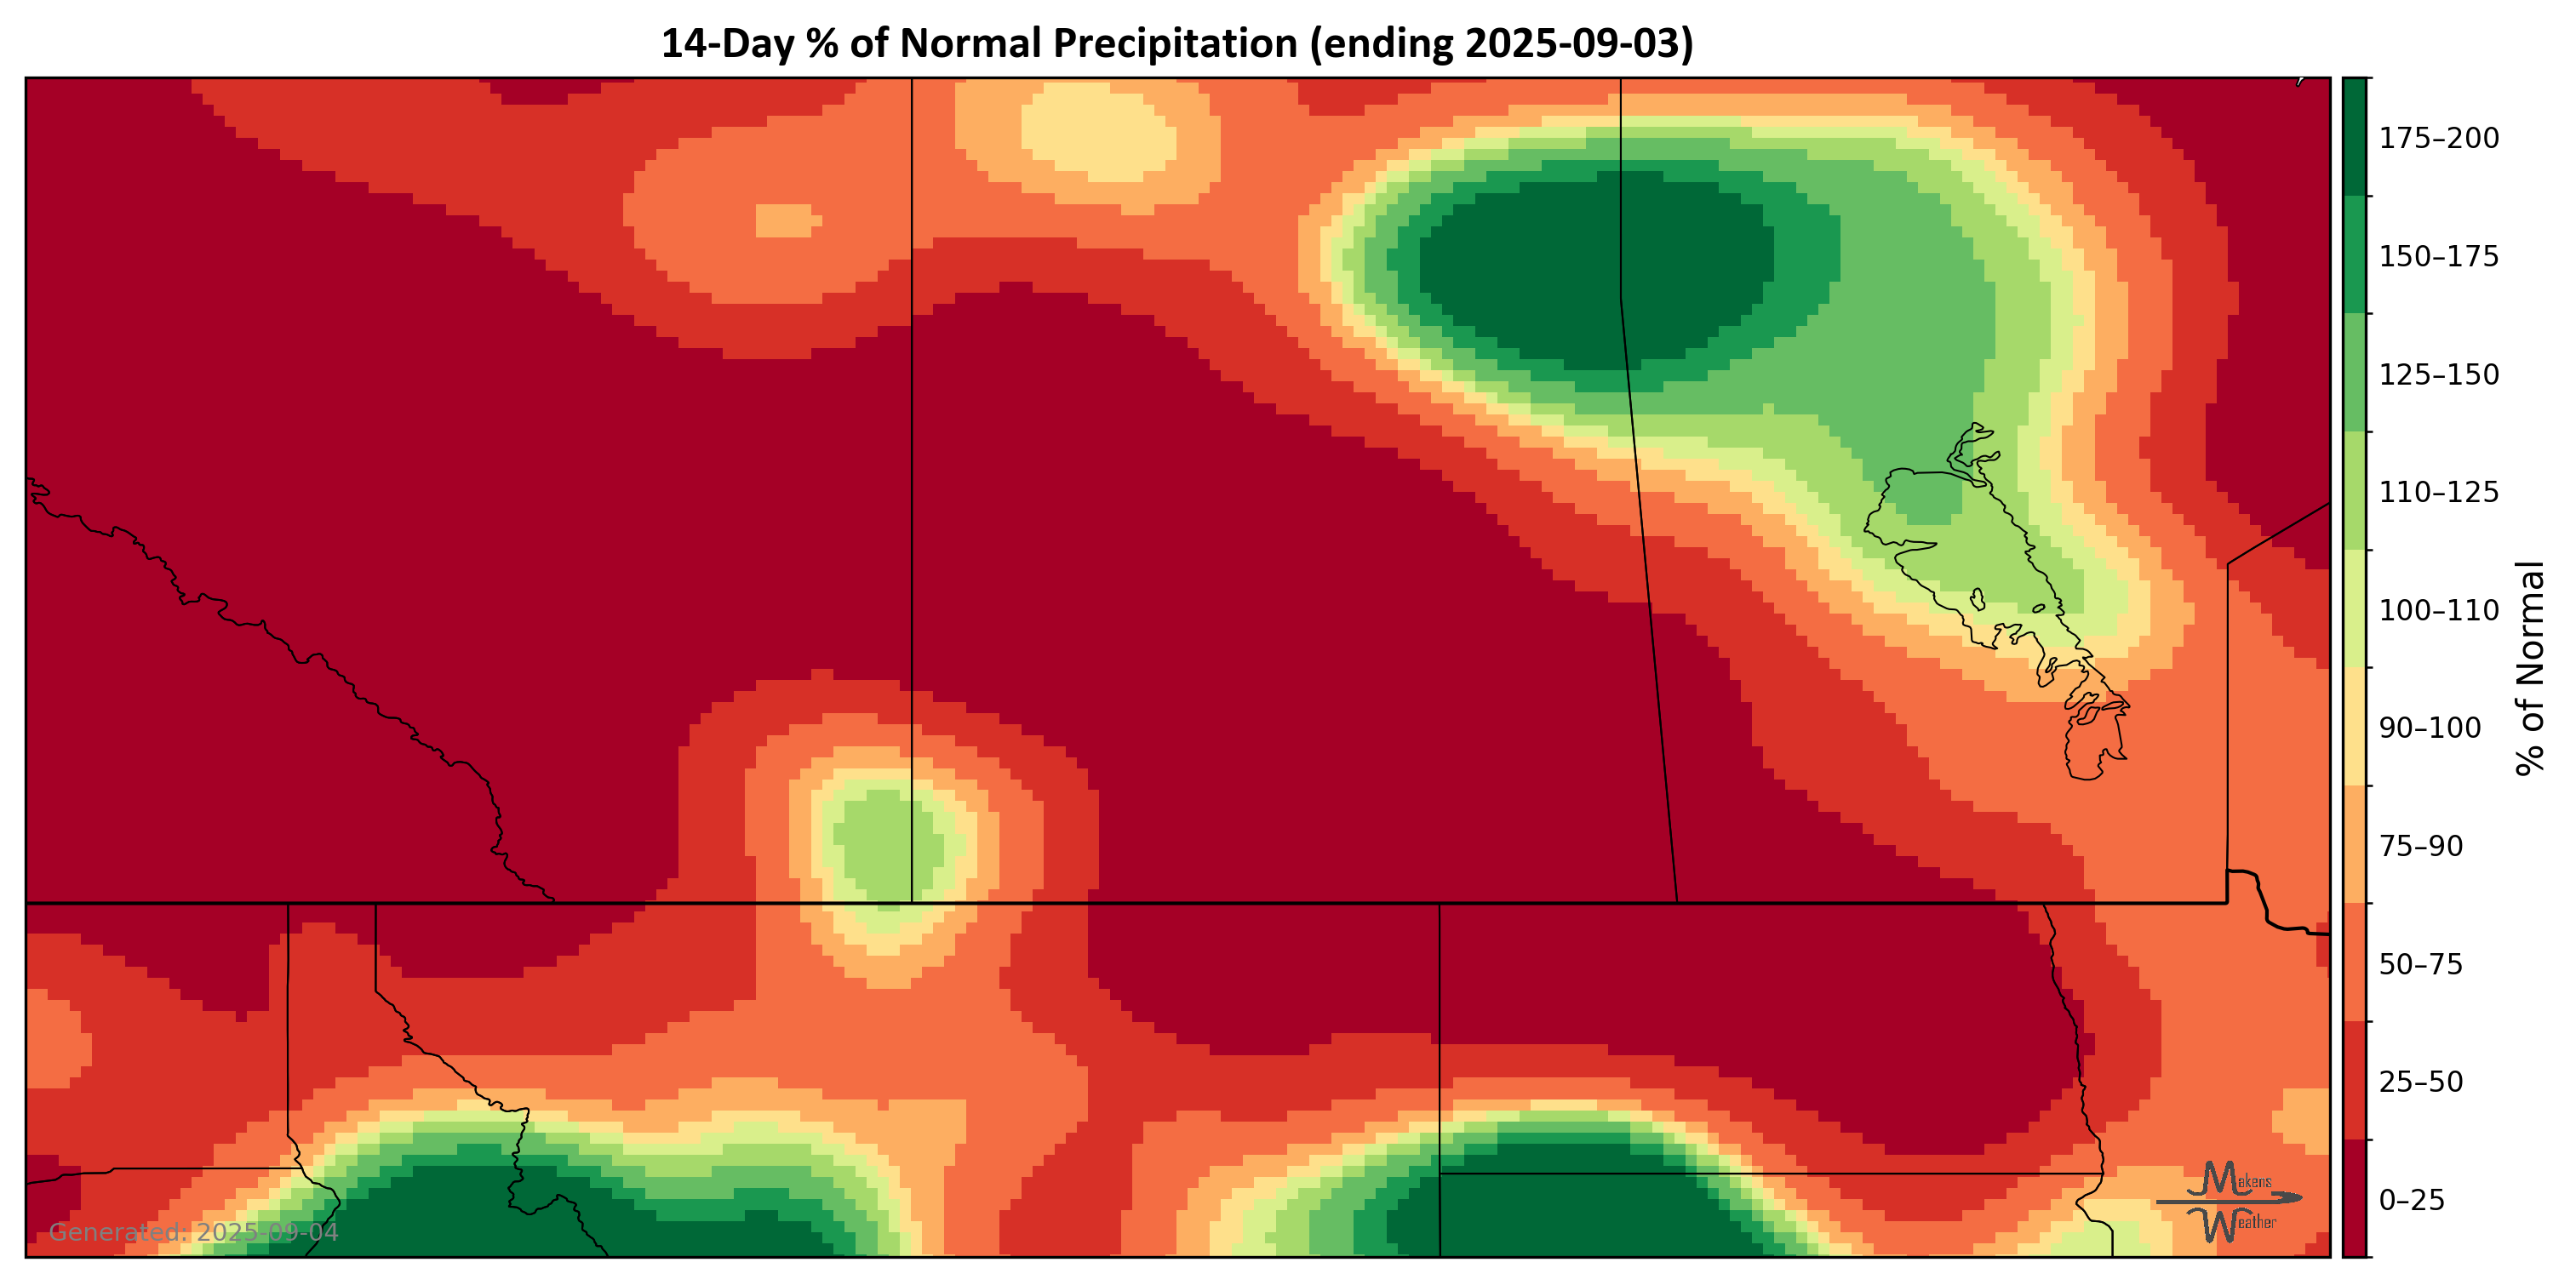 14-Day % of Normal Precipitation (ending 2025-09-03)
175–200
150–175
125–150
110–125
100–110
90–100
75–90
50–75
25–50
0–25
% of Normal
Generated: 2025-09-04
Makens
Weather